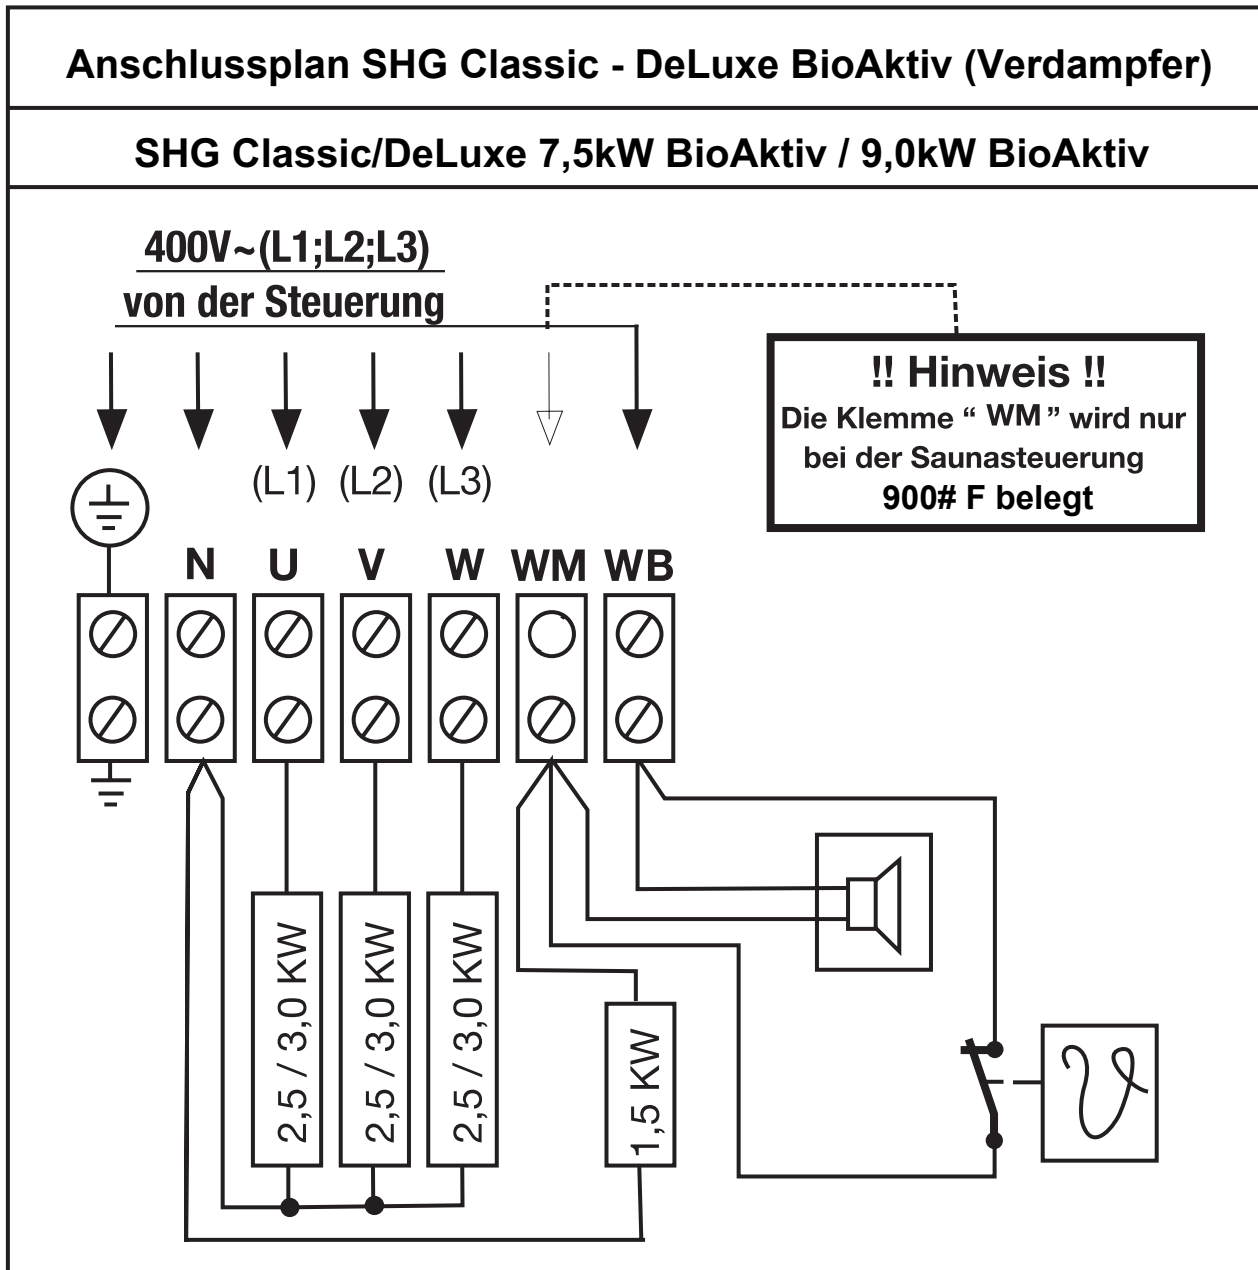 Anschlussplan SHG Classic - DeLuxe BioAktiv (Verdampfer)
SHG Classic/DeLuxe 7,5kW BioAktiv / 9,0kW BioAktiv
400V~(L1;L2;L3)
von der Steuerung
!! Hinweis !!
Die Klemme “ WM ” wird nur
bei der Saunasteuerung
900# F belegt
(L1) (L2) (L3)
N U V W WM WB
2,5 / 3,0 KW
2,5 / 3,0 KW
2,5 / 3,0 KW
1,5 KW
ϑ